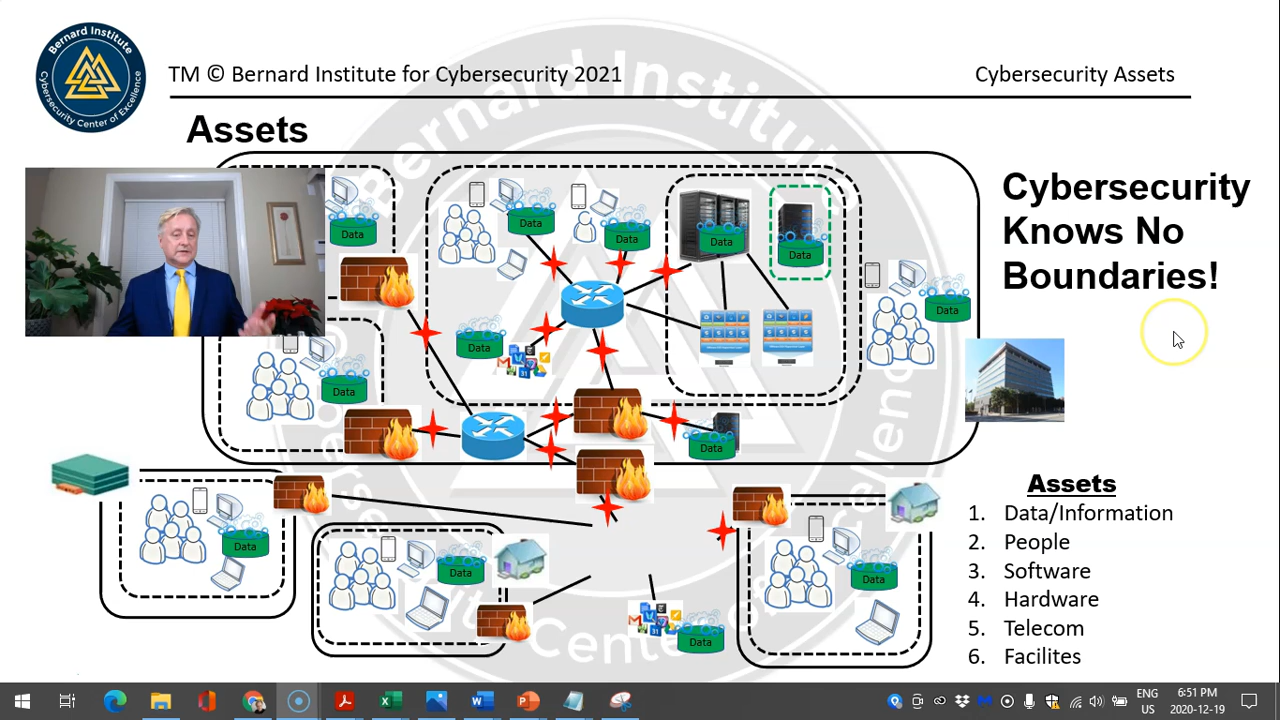 Bernard Institute
Cybersecurity Center of Excellence
TM © Bernard Institute for Cybersecurity 2021
Cybersecurity Assets
Assets
Cybersecurity
Knows No
Boundaries!
Data
Data
Data
Data
Data
Data
Data
Data
Data
Data
Data
Data
Data
Data
Assets
1. Data/Information
2. People
3. Software
4. Hardware
5. Telecom
6. Facilites
ENG
US
6:51 PM
2020-12-19